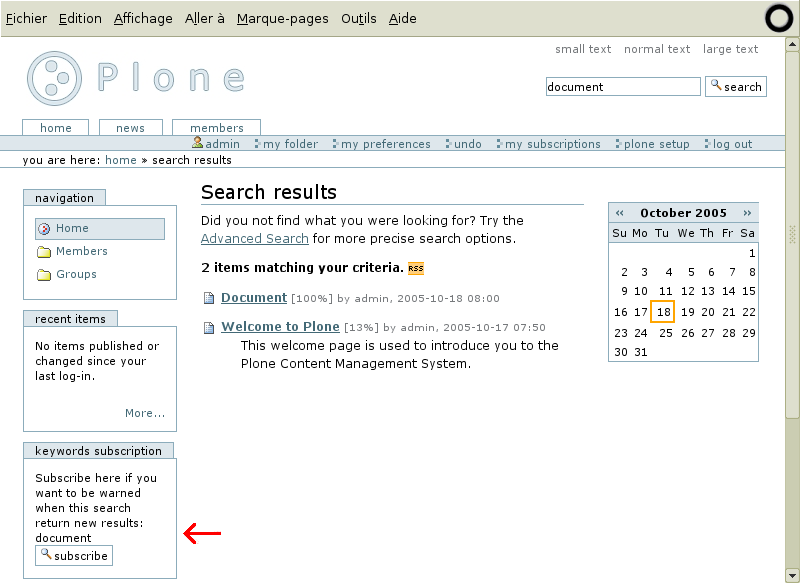 Fichier Edition Affichage Aller à Marque-pages Outils Aide
small text normal text large text
Plone
document search
home news members
admin my folder my preferences undo my subscriptions plone setup log out
you are here: home » search results
navigation
Home
Members
Groups
recent items
No items published or
changed since your
last log-in.
More...
keywords subscription
Subscribe here if you
want to be warned
when this search
return new results:
document
subscribe
Search results
Did you not find what you were looking for? Try the
Advanced Search for more precise search options.
2 items matching your criteria. RSS
Document [100%] by admin, 2005-10-18 08:00
Welcome to Plone [13%] by admin, 2005-10-17 07:50
This welcome page is used to introduce you to the
Plone Content Management System.
« October 2005 »
Su Mo Tu We Th Fr Sa
1
2 3 4 5 6 7 8
9 10 11 12 13 14 15
16 17 18 19 20 21 22
23 24 25 26 27 28 29
30 31